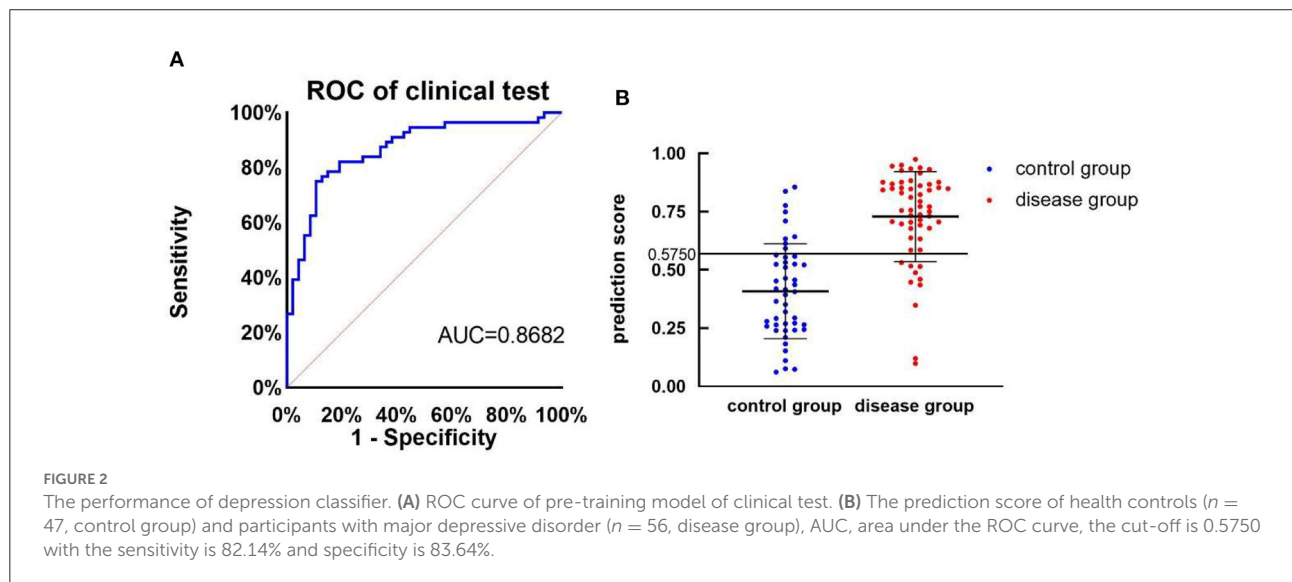 A
ROC of clinical test
100%
80%
60%
40%
20%
0%
Sensitivity
AUC=0.8682
0% 20% 40% 60% 80% 100%
1 - Specificity
B
1.00
0.75
0.5750
0.50
0.25
0.00
prediction score
control group
disease group
control group disease group
FIGURE 2
The performance of depression classifier. (A) ROC curve of pre-training model of clinical test. (B) The prediction score of health controls (n =
47, control group) and participants with major depressive disorder (n = 56, disease group), AUC, area under the ROC curve, the cut-off is 0.5750
with the sensitivity is 82.14% and specificity is 83.64%.